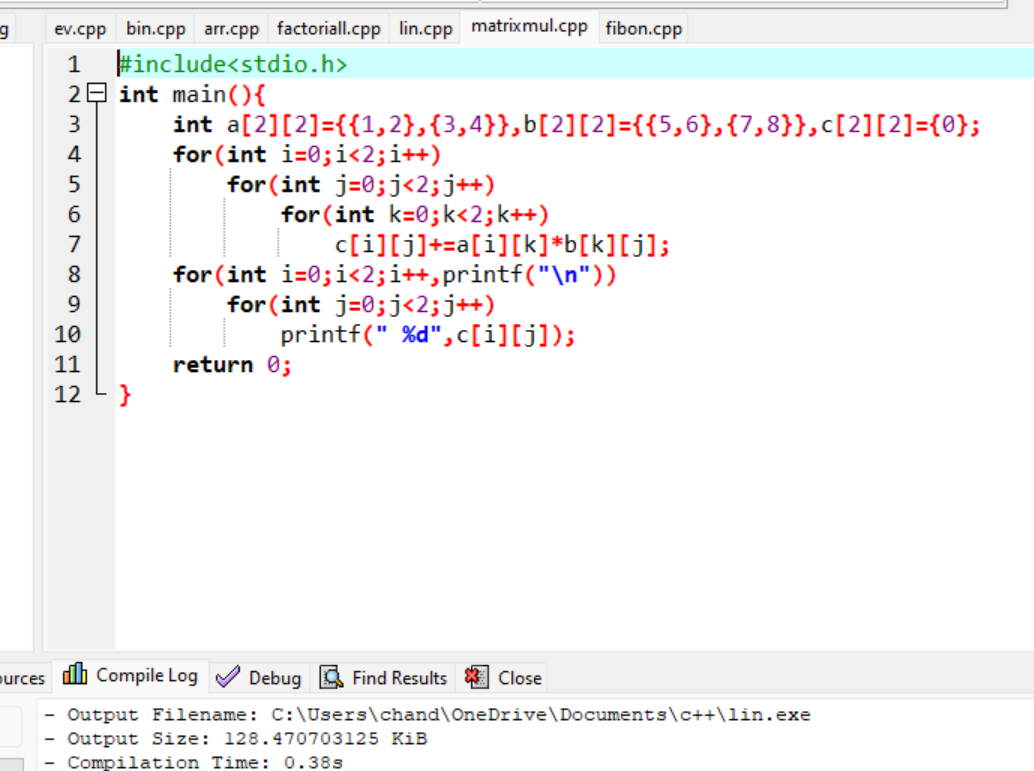 g ev.cpp bin.cpp arr.cpp factoriall.cpp lin.cpp matrixmul.cpp fibon.cpp
1 #include<stdio.h>
2 int main(){
3 int a[2][2]={{1,2},{3,4}},b[2][2]={{5,6},{7,8}},c[2][2]={0};
4 for(int i=0;i<2;i++)
5 for(int j=0;j<2;j++)
6 for(int k=0;k<2;k++)
7 c[i][j]+=a[i][k]*b[k][j];
8 for(int i=0;i<2;i++,printf("\n"))
9 for(int j=0;j<2;j++)
10 printf(" %d",c[i][j]);
11 return 0;
12 }
ources Compile Log Debug Find Results Close
- Output Filename: C:\Users\chand\OneDrive\Documents\c++\lin.exe
- Output Size: 128.470703125 KiB
- Compilation Time: 0.38s